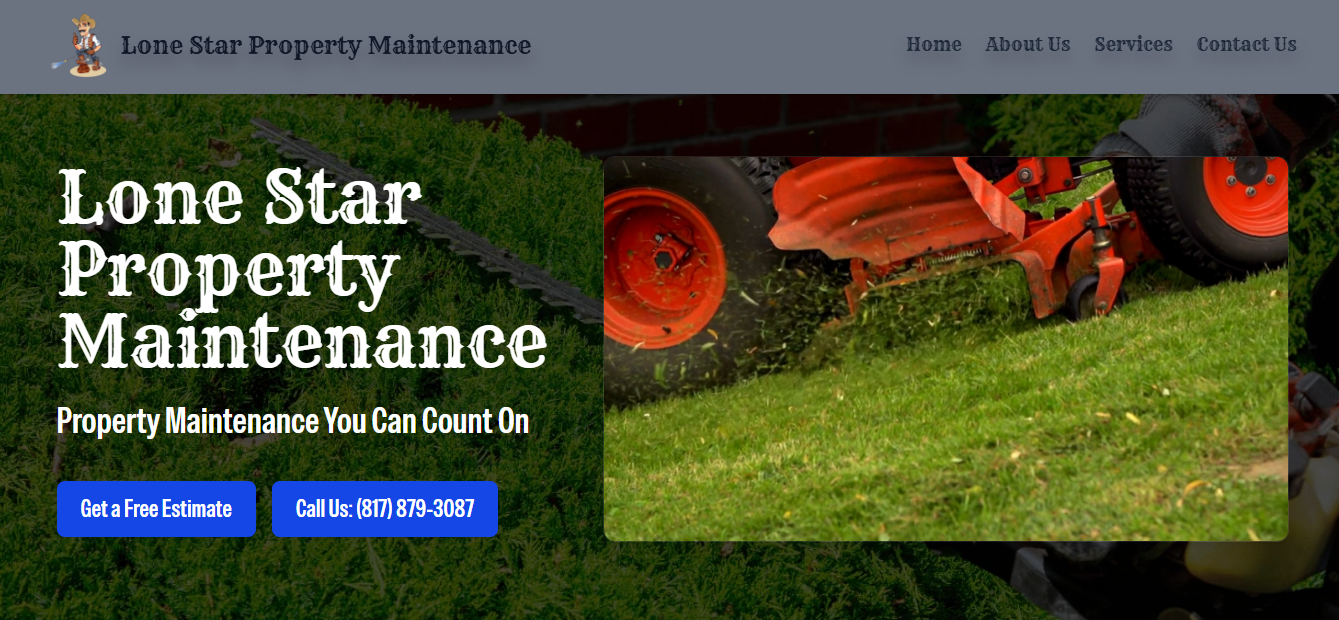 Lone Star Property Maintenance
Home About Us Services Contact Us
Lone Star
Property
Maintenance
Property Maintenance You Can Count On
Get a Free Estimate
Call Us: (817) 879-3087